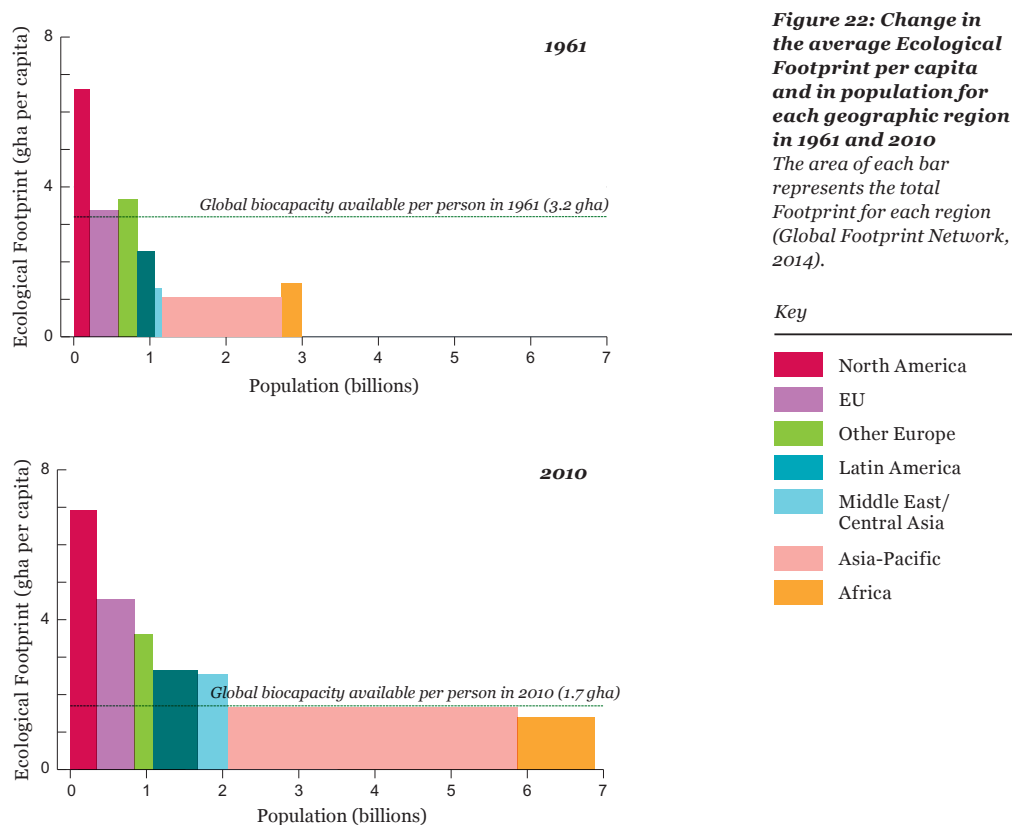 8
4
0
Ecological Footprint (gha per capita)
1961
Global biocapacity available per person in 1961 (3.2 gha)
0 1 2 3 4 5 6 7
Population (billions)
8
4
0
Ecological Footprint (gha per capita)
2010
Global biocapacity available per person in 2010 (1.7 gha)
0 1 2 3 4 5 6 7
Population (billions)
Figure 22: Change in
the average Ecological
Footprint per capita
and in population for
each geographic region
in 1961 and 2010
The area of each bar
represents the total
Footprint for each region
(Global Footprint Network,
2014).
Key
North America
EU
Other Europe
Latin America
Middle East/
Central Asia
Asia-Pacific
Africa